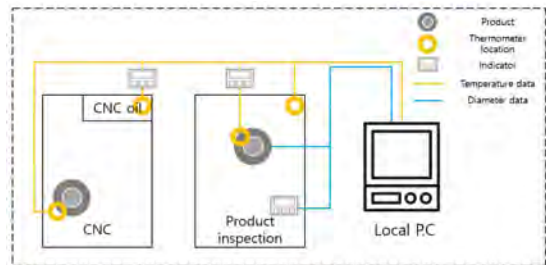 Product
Thermometer
location
Indicator
Temperature data
Diameter data
CNC oil
CNC
Product
inspection
Local P.C